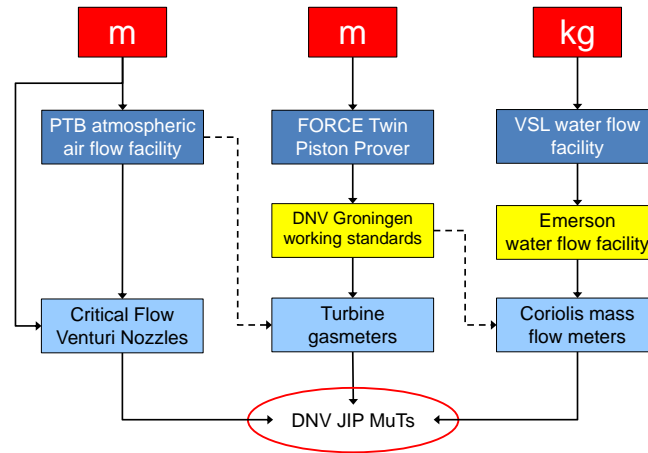 m
m
kg
PTB atmospheric
air flow facility
FORCE Twin
Piston Prover
VSL water flow
facility
DNV Groningen
working standards
Emerson
water flow facility
Critical Flow
Venturi Nozzles
Turbine
gasmeters
Coriolis mass
flow meters
DNV JIP MuTs